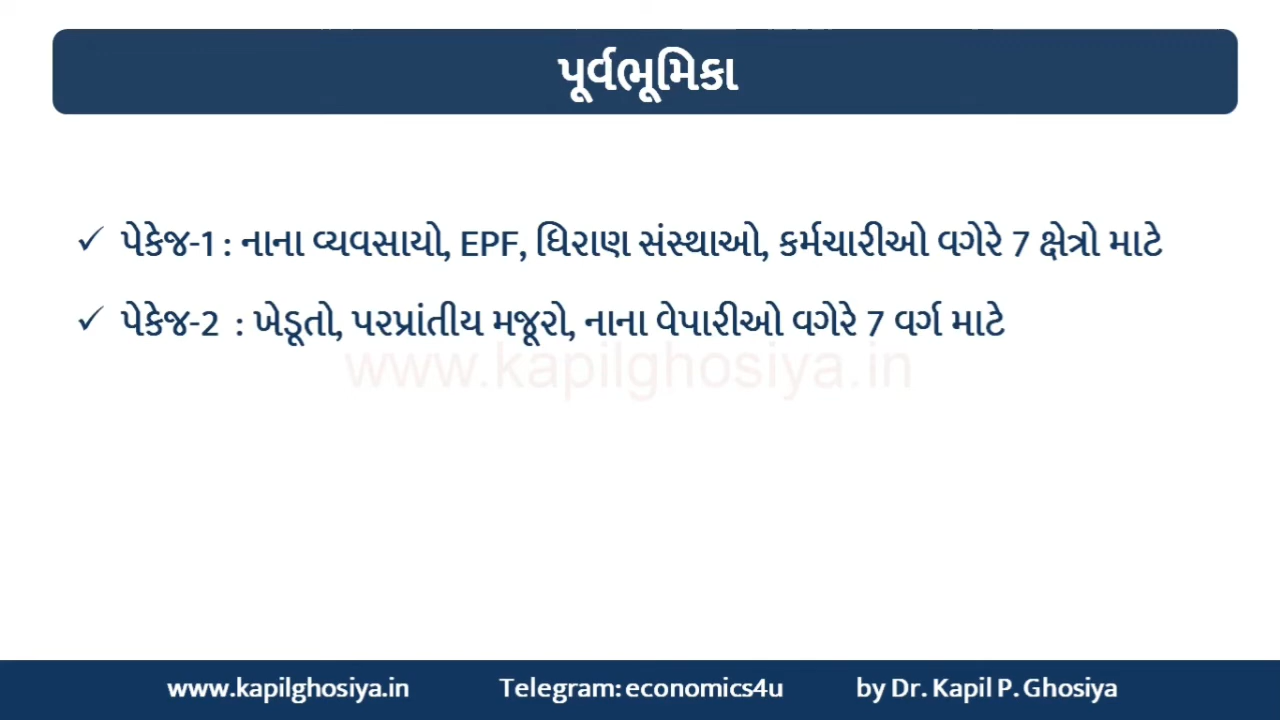 પૂર્વભૂમિકા
✓ પેકેજ-1 : નાના વ્યવસાયો, EPF, ધિરાણ સંસ્થાઓ, કર્મચારીઓ વગેરે 7 ક્ષેત્રો માટે
✓ પેકેજ-2 : ખેડૂતો, પરપ્રાંતીય મજૂરો, નાના વેપારીઓ વગેરે 7 વર્ગ માટે
www.kapilghosiya.in
www.kapilghosiya.in Telegram: economics4u by Dr. Kapil P. Ghosiya